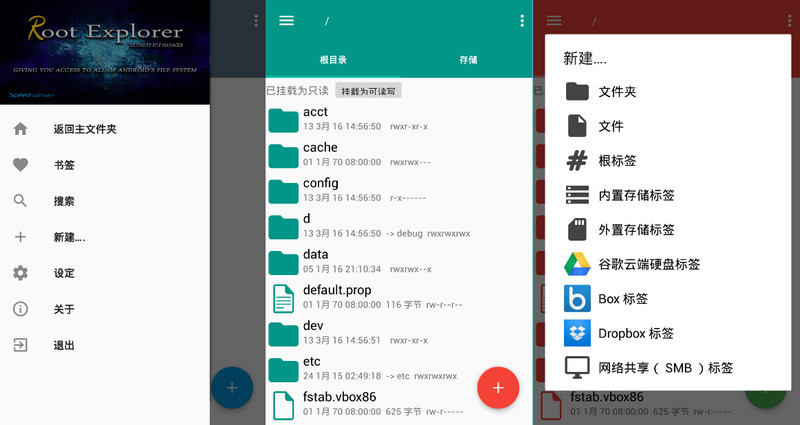 Root Explorer
ULTIMATE FILE MANAGER
GIVING YOU ACCESS TO ALL OF ANDROID'S FILE SYSTEM
Speed Software
返回主文件夹
书签
搜索
新建....
设定
关于
退出
/
根目录
存储
已挂载为只读 挂载为可读写
acct
13 3月 16 14:56:50 rwxr-xr-x
cache
01 1月 70 08:00:00 rwxrwx---
config
13 3月 16 14:56:50 r-x------
d
13 3月 16 14:56:50 -> debug rwxrwxrwx
data
05 1月 16 21:10:34 rwxrwx--x
default.prop
01 1月 70 08:00:00 116 字节 rw-r--r--
dev
13 3月 16 14:56:51 rwxr-xr-x
etc
24 1月 15 02:49:18 -> etc rwxrwxrwx
fstab.vbox86
01 1月 70 08:00:00 625 字节 rw-r-----
/
新建....
文件夹
文件
根标签
内置存储标签
外置存储标签
谷歌云端硬盘标签
Box 标签
Dropbox 标签
网络共享（ SMB ）标签
fstab.vbox86
01 1月 70 08:00:00 625 字节 rw-r-----